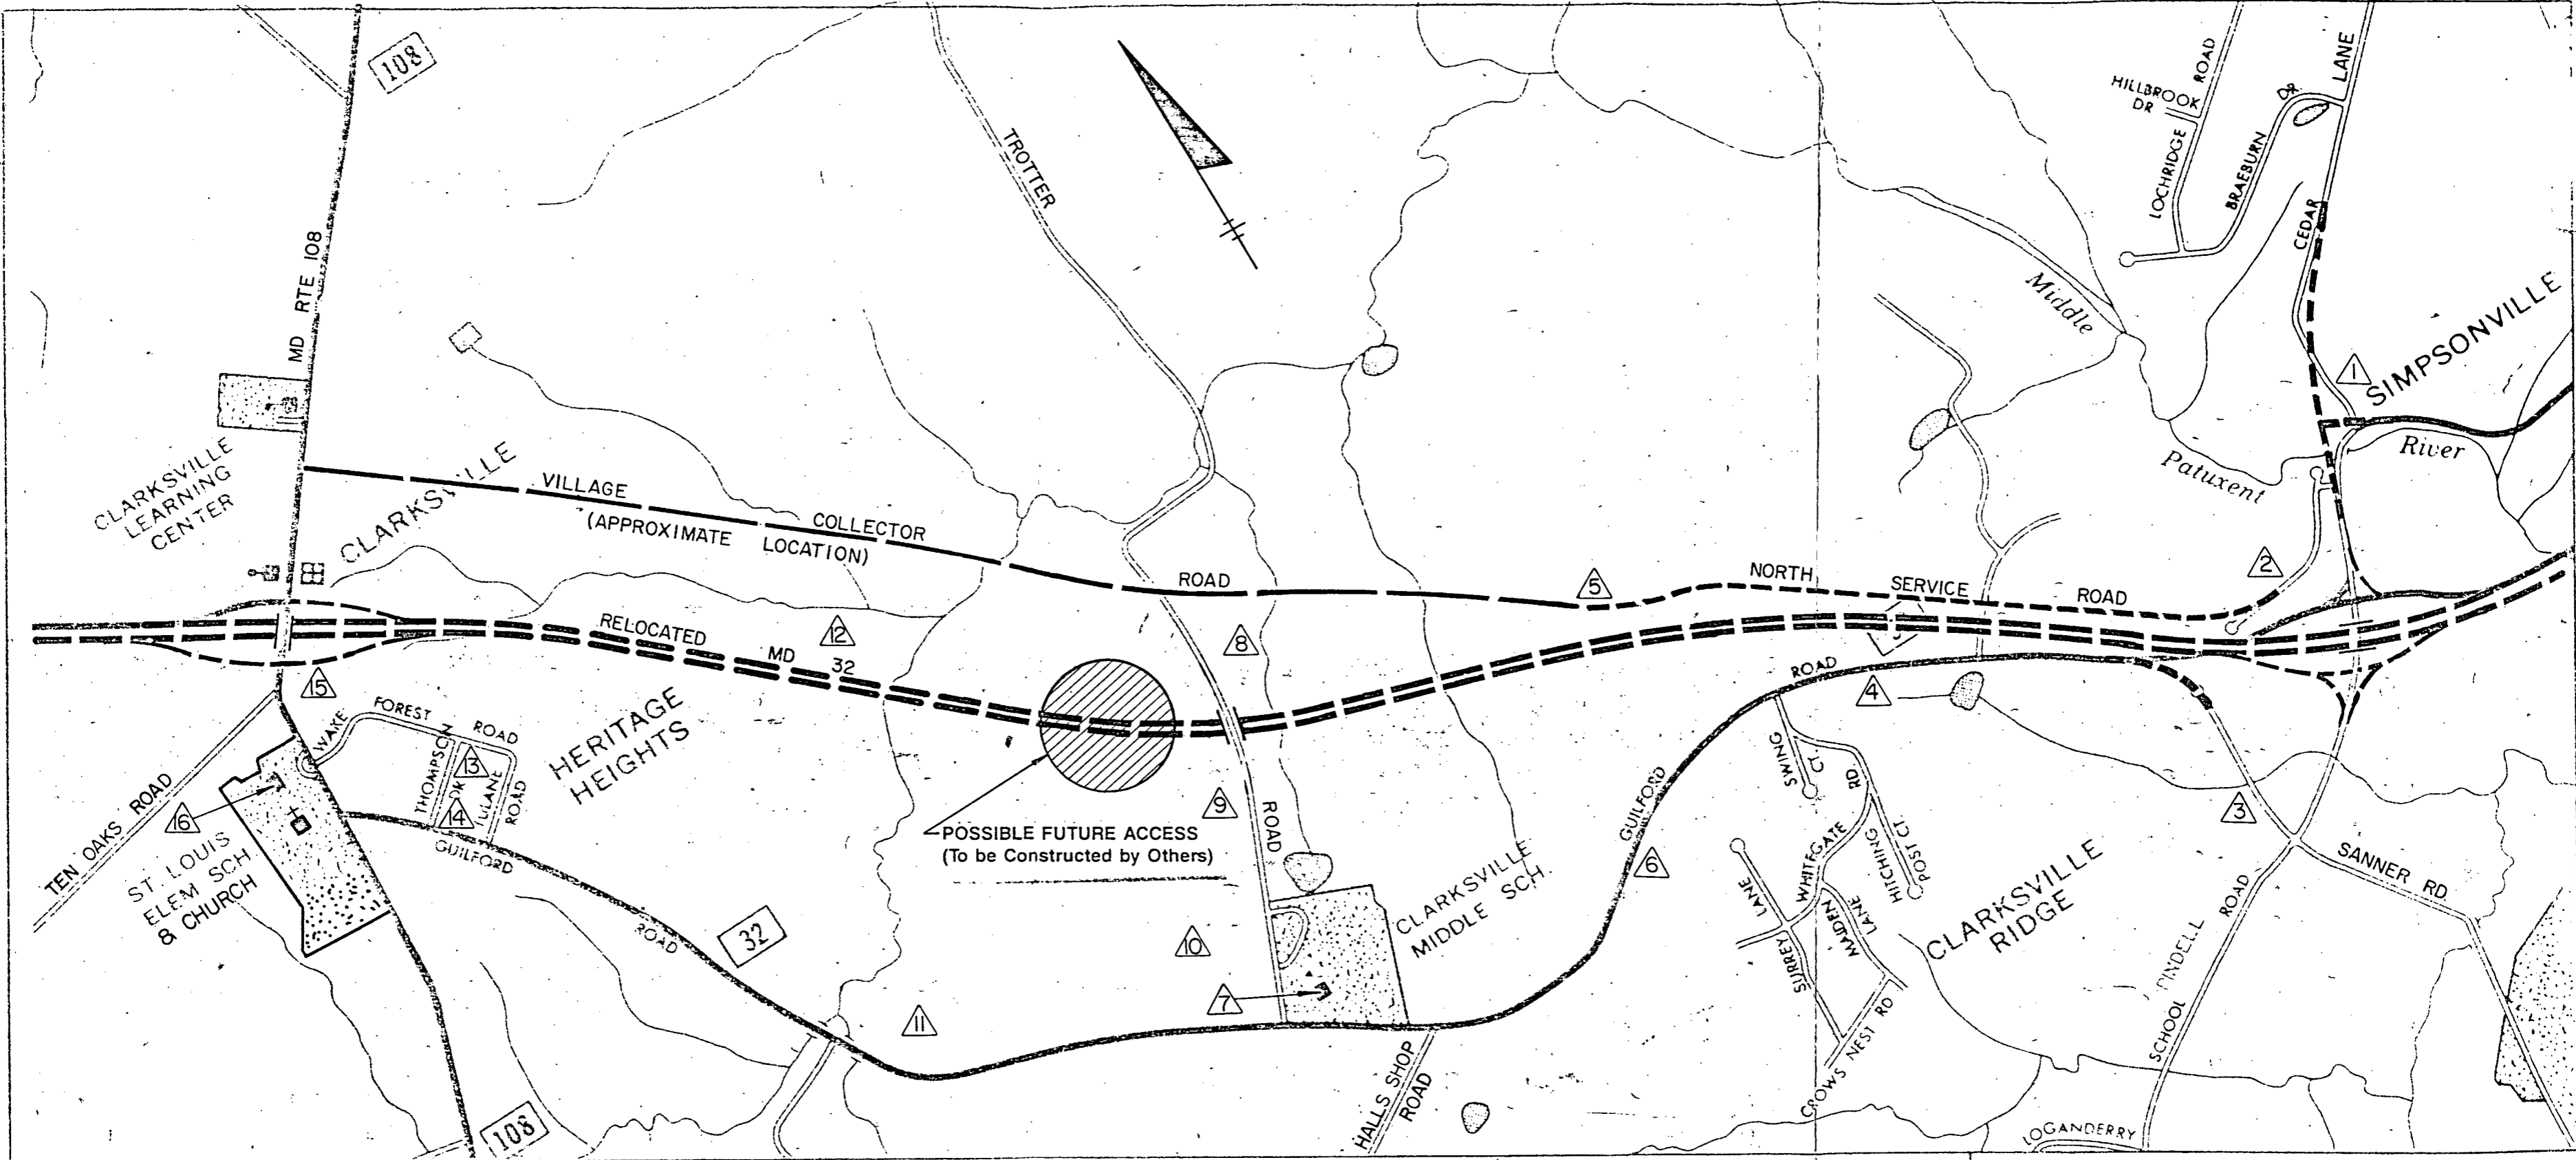 108
MD RTE 108
CLARKSVILLE
LEARNING
CENTER
CLARKSVILLE
VILLAGE
COLLECTOR
ROAD
(APPROXIMATE LOCATION)
TROTTER
ROAD
NORTH
SERVICE
ROAD
RELOCATED
MD 32
HILLBROOK
DR
LOCHRIDGE
ROAD
BRAEBURN
DR.
CEDAR
LANE
SIMPSONVILLE
Middle
Patuxent
River
1
2
3
4
5
6
7
8
9
10
11
12
13
14
15
16
WAKE
FOREST
ROAD
THOMPSON
DR
TULANE
ROAD
HERITAGE
HEIGHTS
TEN OAKS ROAD
ST. LOUIS
ELEM SCH
& CHURCH
GUILFORD
ROAD
32
108
POSSIBLE FUTURE ACCESS
(To be Constructed by Others)
CLARKSVILLE
MIDDLE SCH.
HALLS SHOP
ROAD
GUILFORD
ROAD
SWING
CT
RD
WHITEGATE
HITCHING
POST CT.
SURREY
LANE
MAIDEN
LANE
CROWS NEST RD
CLARKSVILLE
RIDGE
PINDELL
SCHOOL
ROAD
SANNER RD
LOGANDERRY